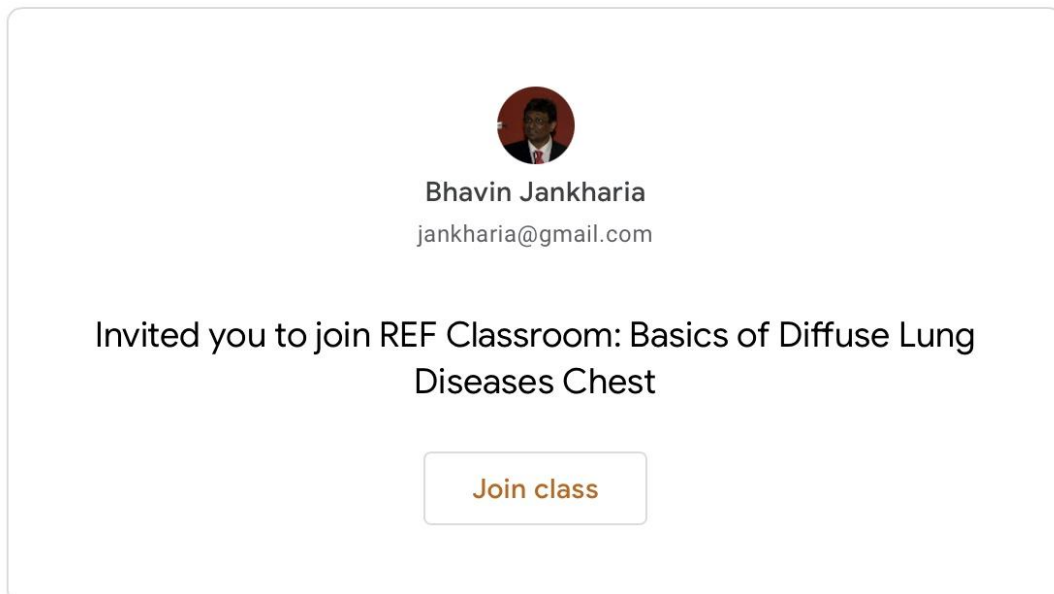 Bhavin Jankharia
jankharia@gmail.com
Invited you to join REF Classroom: Basics of Diffuse Lung
Diseases Chest
Join class